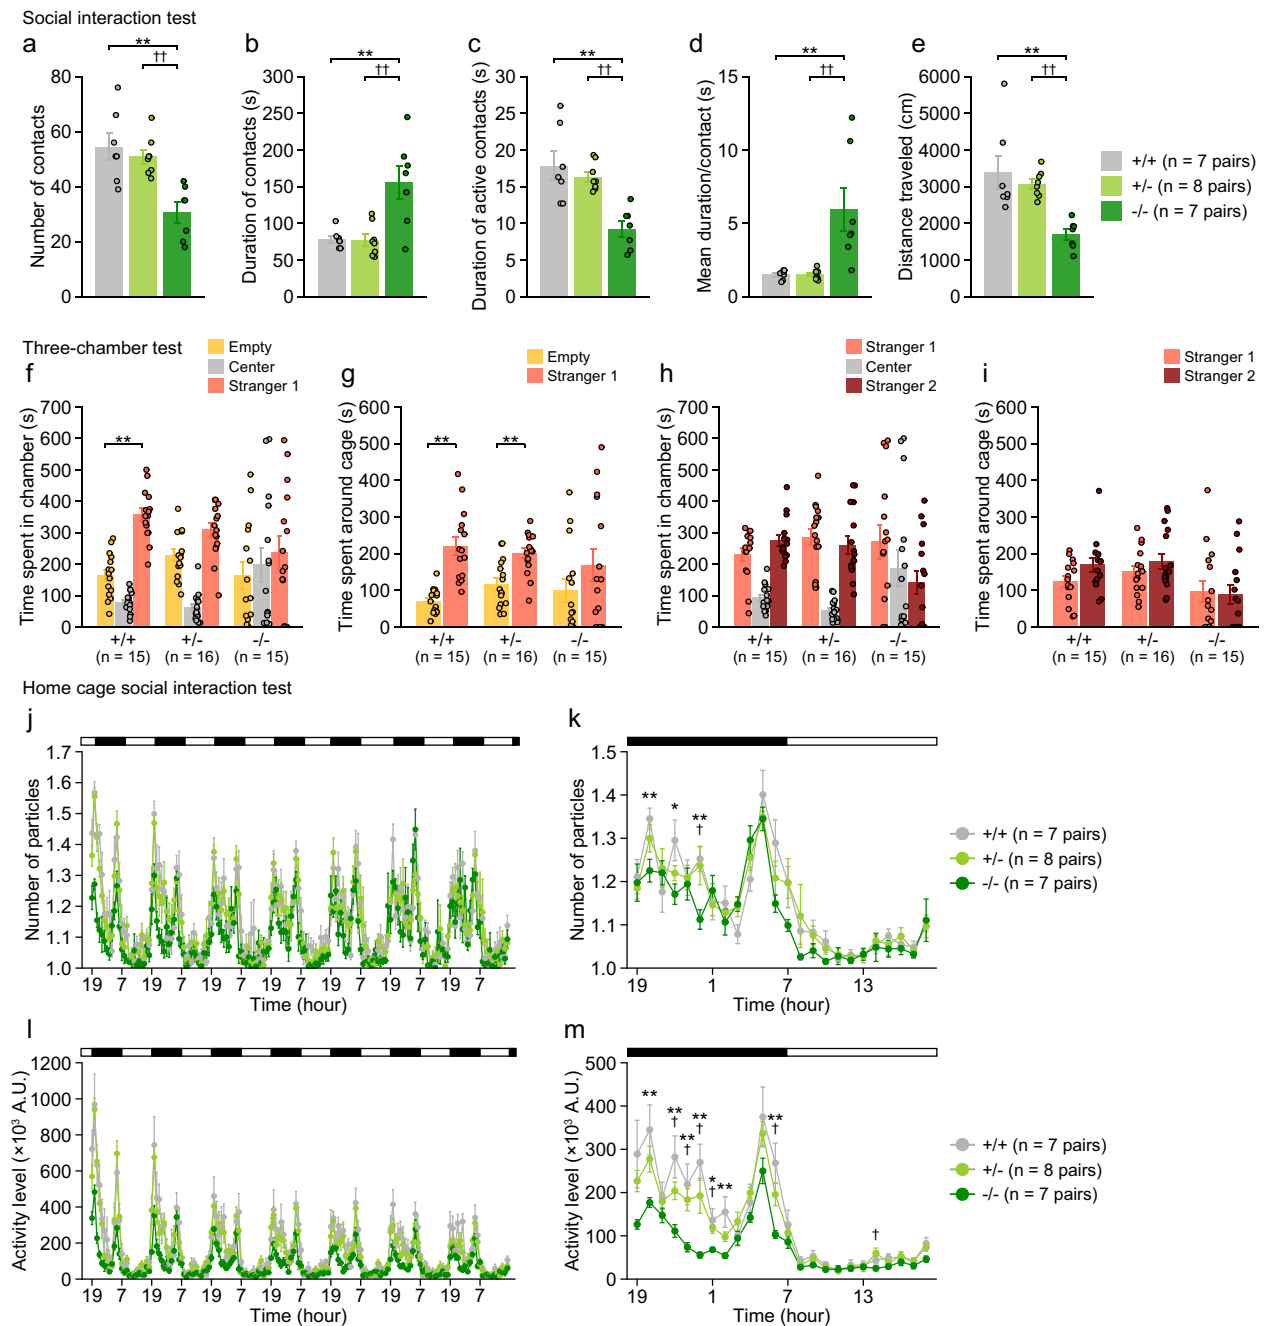 Social interaction test
a
b
c
d
e
**
††
**
††
**
††
**
††
**
††
Number of contacts
80
60
40
20
0
Duration of contacts (s)
300
250
200
150
100
50
0
Duration of active contacts (s)
30
25
20
15
10
5
0
Mean duration/contact (s)
15
10
5
0
Distance traveled (cm)
6000
5000
4000
3000
2000
1000
0
+/+ (n = 7 pairs)
+/- (n = 8 pairs)
-/- (n = 7 pairs)
Three-chamber test
f
Empty
Center
Stranger 1
g
Empty
Stranger 1
h
Stranger 1
Center
Stranger 2
i
Stranger 1
Stranger 2
Time spent in chamber (s)
700
600
500
400
300
200
100
0
**
+/+
+/-
-/-
(n = 15)
(n = 16)
(n = 15)
Time spent around cage (s)
600
500
400
300
200
100
0
**
**
+/+
+/-
-/-
(n = 15)
(n = 16)
(n = 15)
Time spent in chamber (s)
700
600
500
400
300
200
100
0
+/+
+/-
-/-
(n = 15)
(n = 16)
(n = 15)
Time spent around cage (s)
600
500
400
300
200
100
0
+/+
+/-
-/-
(n = 15)
(n = 16)
(n = 15)
Home cage social interaction test
j
Number of particles
1.7
1.6
1.5
1.4
1.3
1.2
1.1
1.0
19 7 19 7 19 7 19 7 19 7 19 7 19 7
Time (hour)
k
Number of particles
1.5
1.4
1.3
1.2
1.1
1.0
**
*
**
†
19 1 7 13
Time (hour)
+/+ (n = 7 pairs)
+/- (n = 8 pairs)
-/- (n = 7 pairs)
l
Activity level (×10³ A.U.)
1200
1000
800
600
400
200
0
19 7 19 7 19 7 19 7 19 7 19 7 19 7
Time (hour)
m
Activity level (×10³ A.U.)
500
400
300
200
100
0
**
**
†
**
†
**
†
*
†
**
**
†
†
19 1 7 13
Time (hour)
+/+ (n = 7 pairs)
+/- (n = 8 pairs)
-/- (n = 7 pairs)